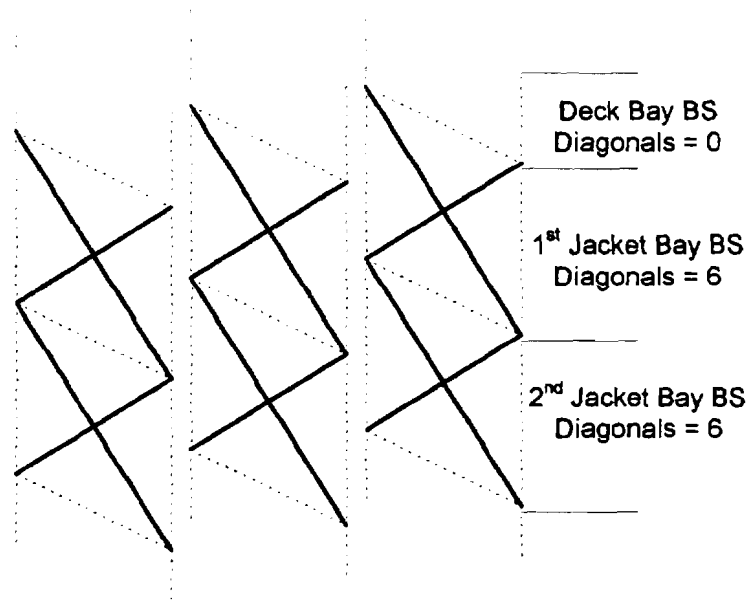 Deck Bay BS
Diagonals = 0
1st Jacket Bay BS
Diagonals = 6
2nd Jacket Bay BS
Diagonals = 6